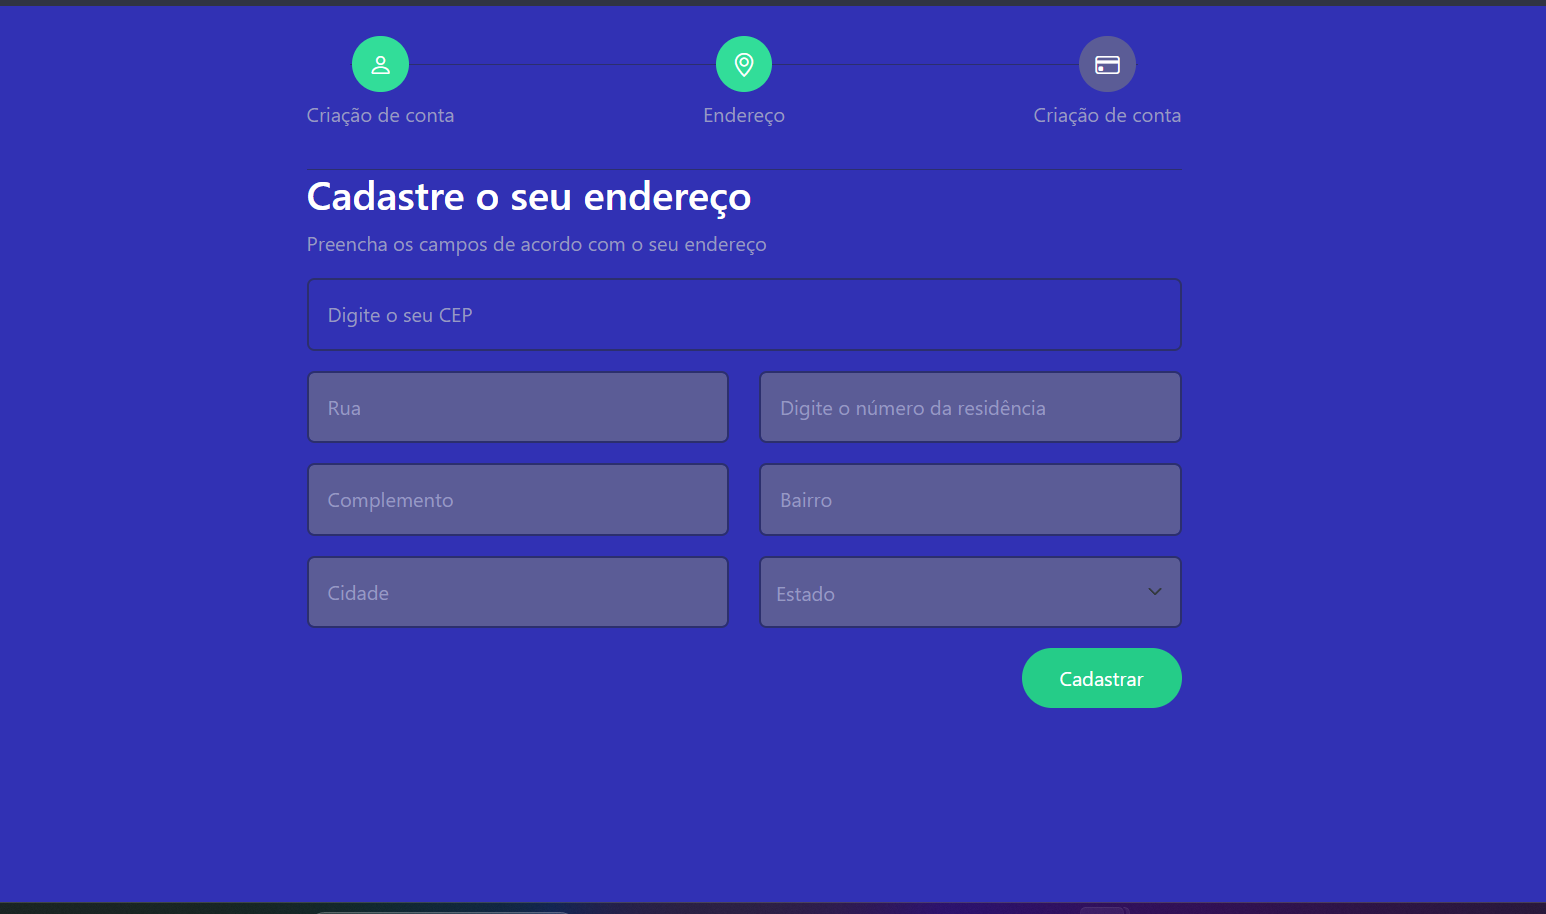 Criação de conta
Endereço
Criação de conta
Cadastre o seu endereço
Preencha os campos de acordo com o seu endereço
Digite o seu CEP
Rua
Digite o número da residência
Complemento
Bairro
Cidade
Estado
Cadastrar